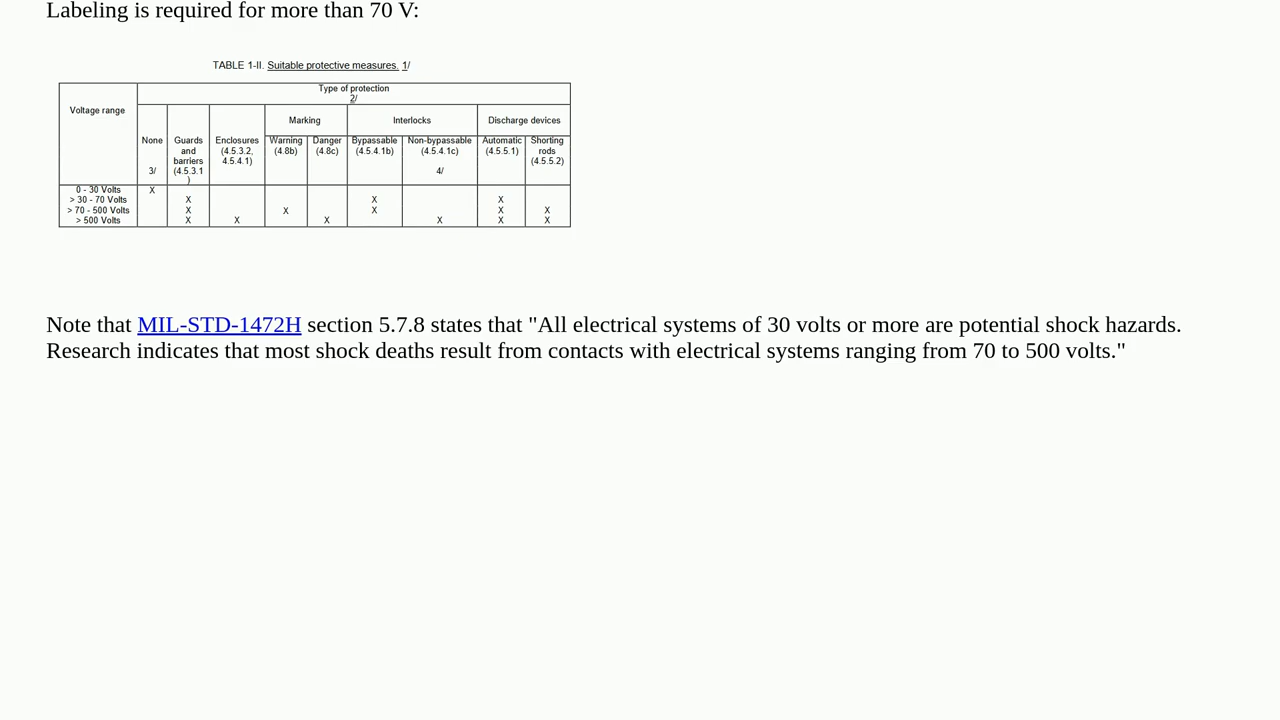 Labeling is required for more than 70 V:
TABLE 1-II. Suitable protective measures. 1/
Type of protection
2/
Voltage range
Marking Interlocks Discharge devices
None Guards Enclosures Warning Danger Bypassable Non-bypassable Automatic Shorting
and (4.5.3.2, (4.8b) (4.8c) (4.5.4.1b) (4.5.4.1c) (4.5.5.1) rods
barriers 4.5.4.1) (4.5.5.2)
3/ (4.5.3.1 4/
)
0 - 30 Volts X
> 30 - 70 Volts X X X
> 70 - 500 Volts X X X X X
> 500 Volts X X X X X X
Note that MIL-STD-1472H section 5.7.8 states that "All electrical systems of 30 volts or more are potential shock hazards.
Research indicates that most shock deaths result from contacts with electrical systems ranging from 70 to 500 volts."